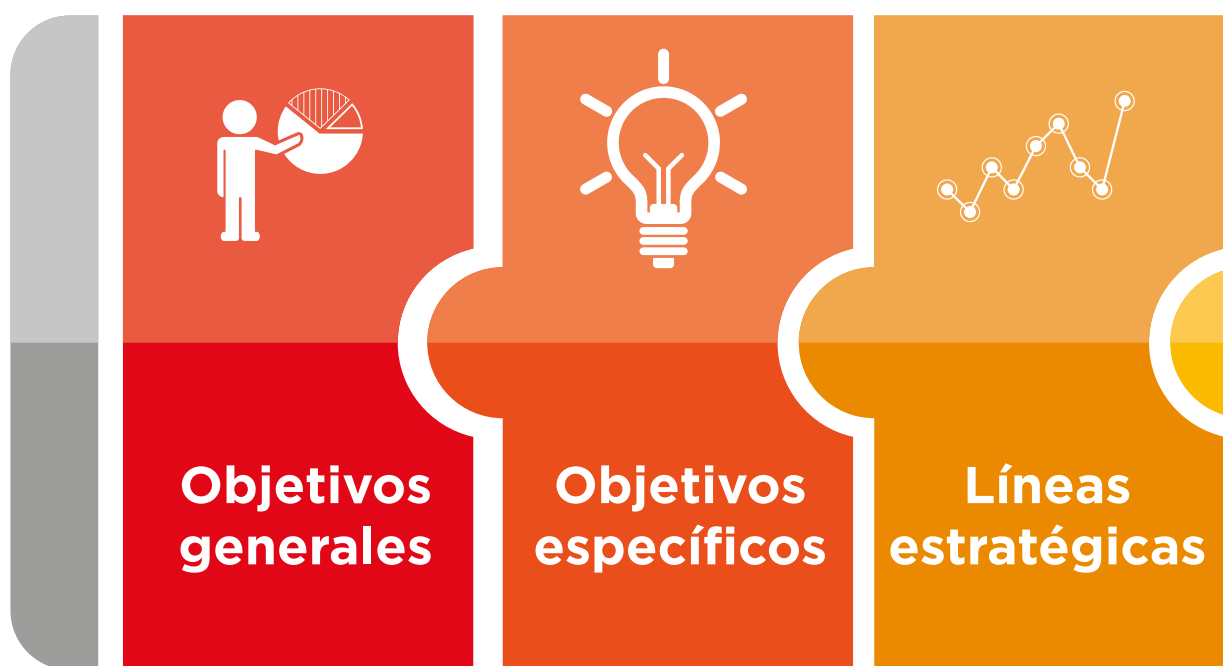 Objetivos
generales
Objetivos
específicos
Líneas
estratégicas